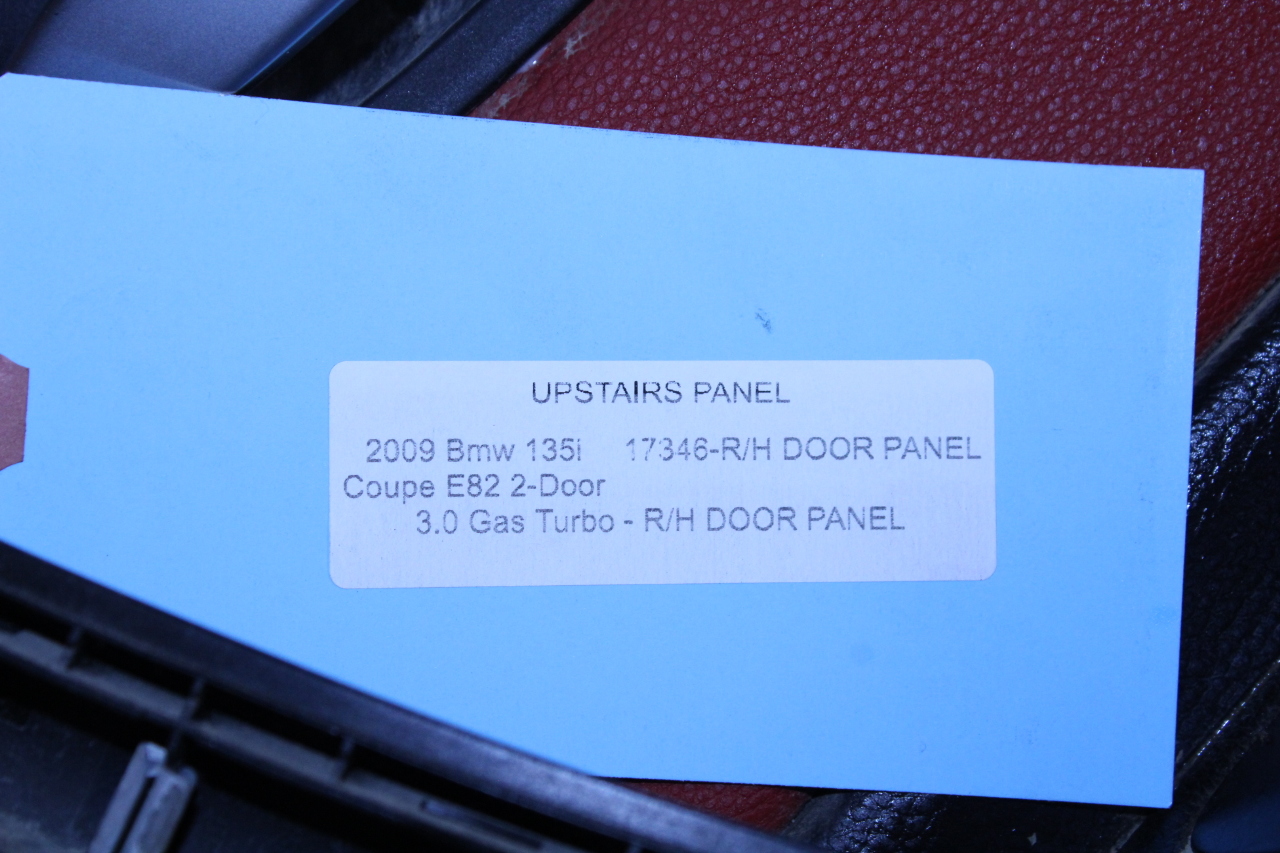 UPSTAIRS PANEL
2009 Bmw 135i 17346-R/H DOOR PANEL
Coupe E82 2-Door
3.0 Gas Turbo - R/H DOOR PANEL